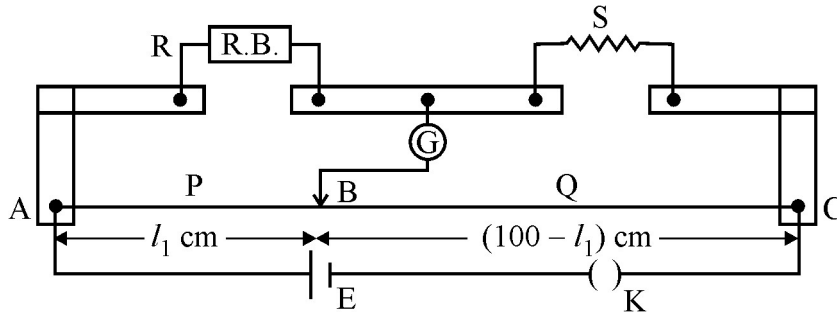 S
R R.B.
G
P B Q
A C
l₁ cm (100 – l₁) cm
E K